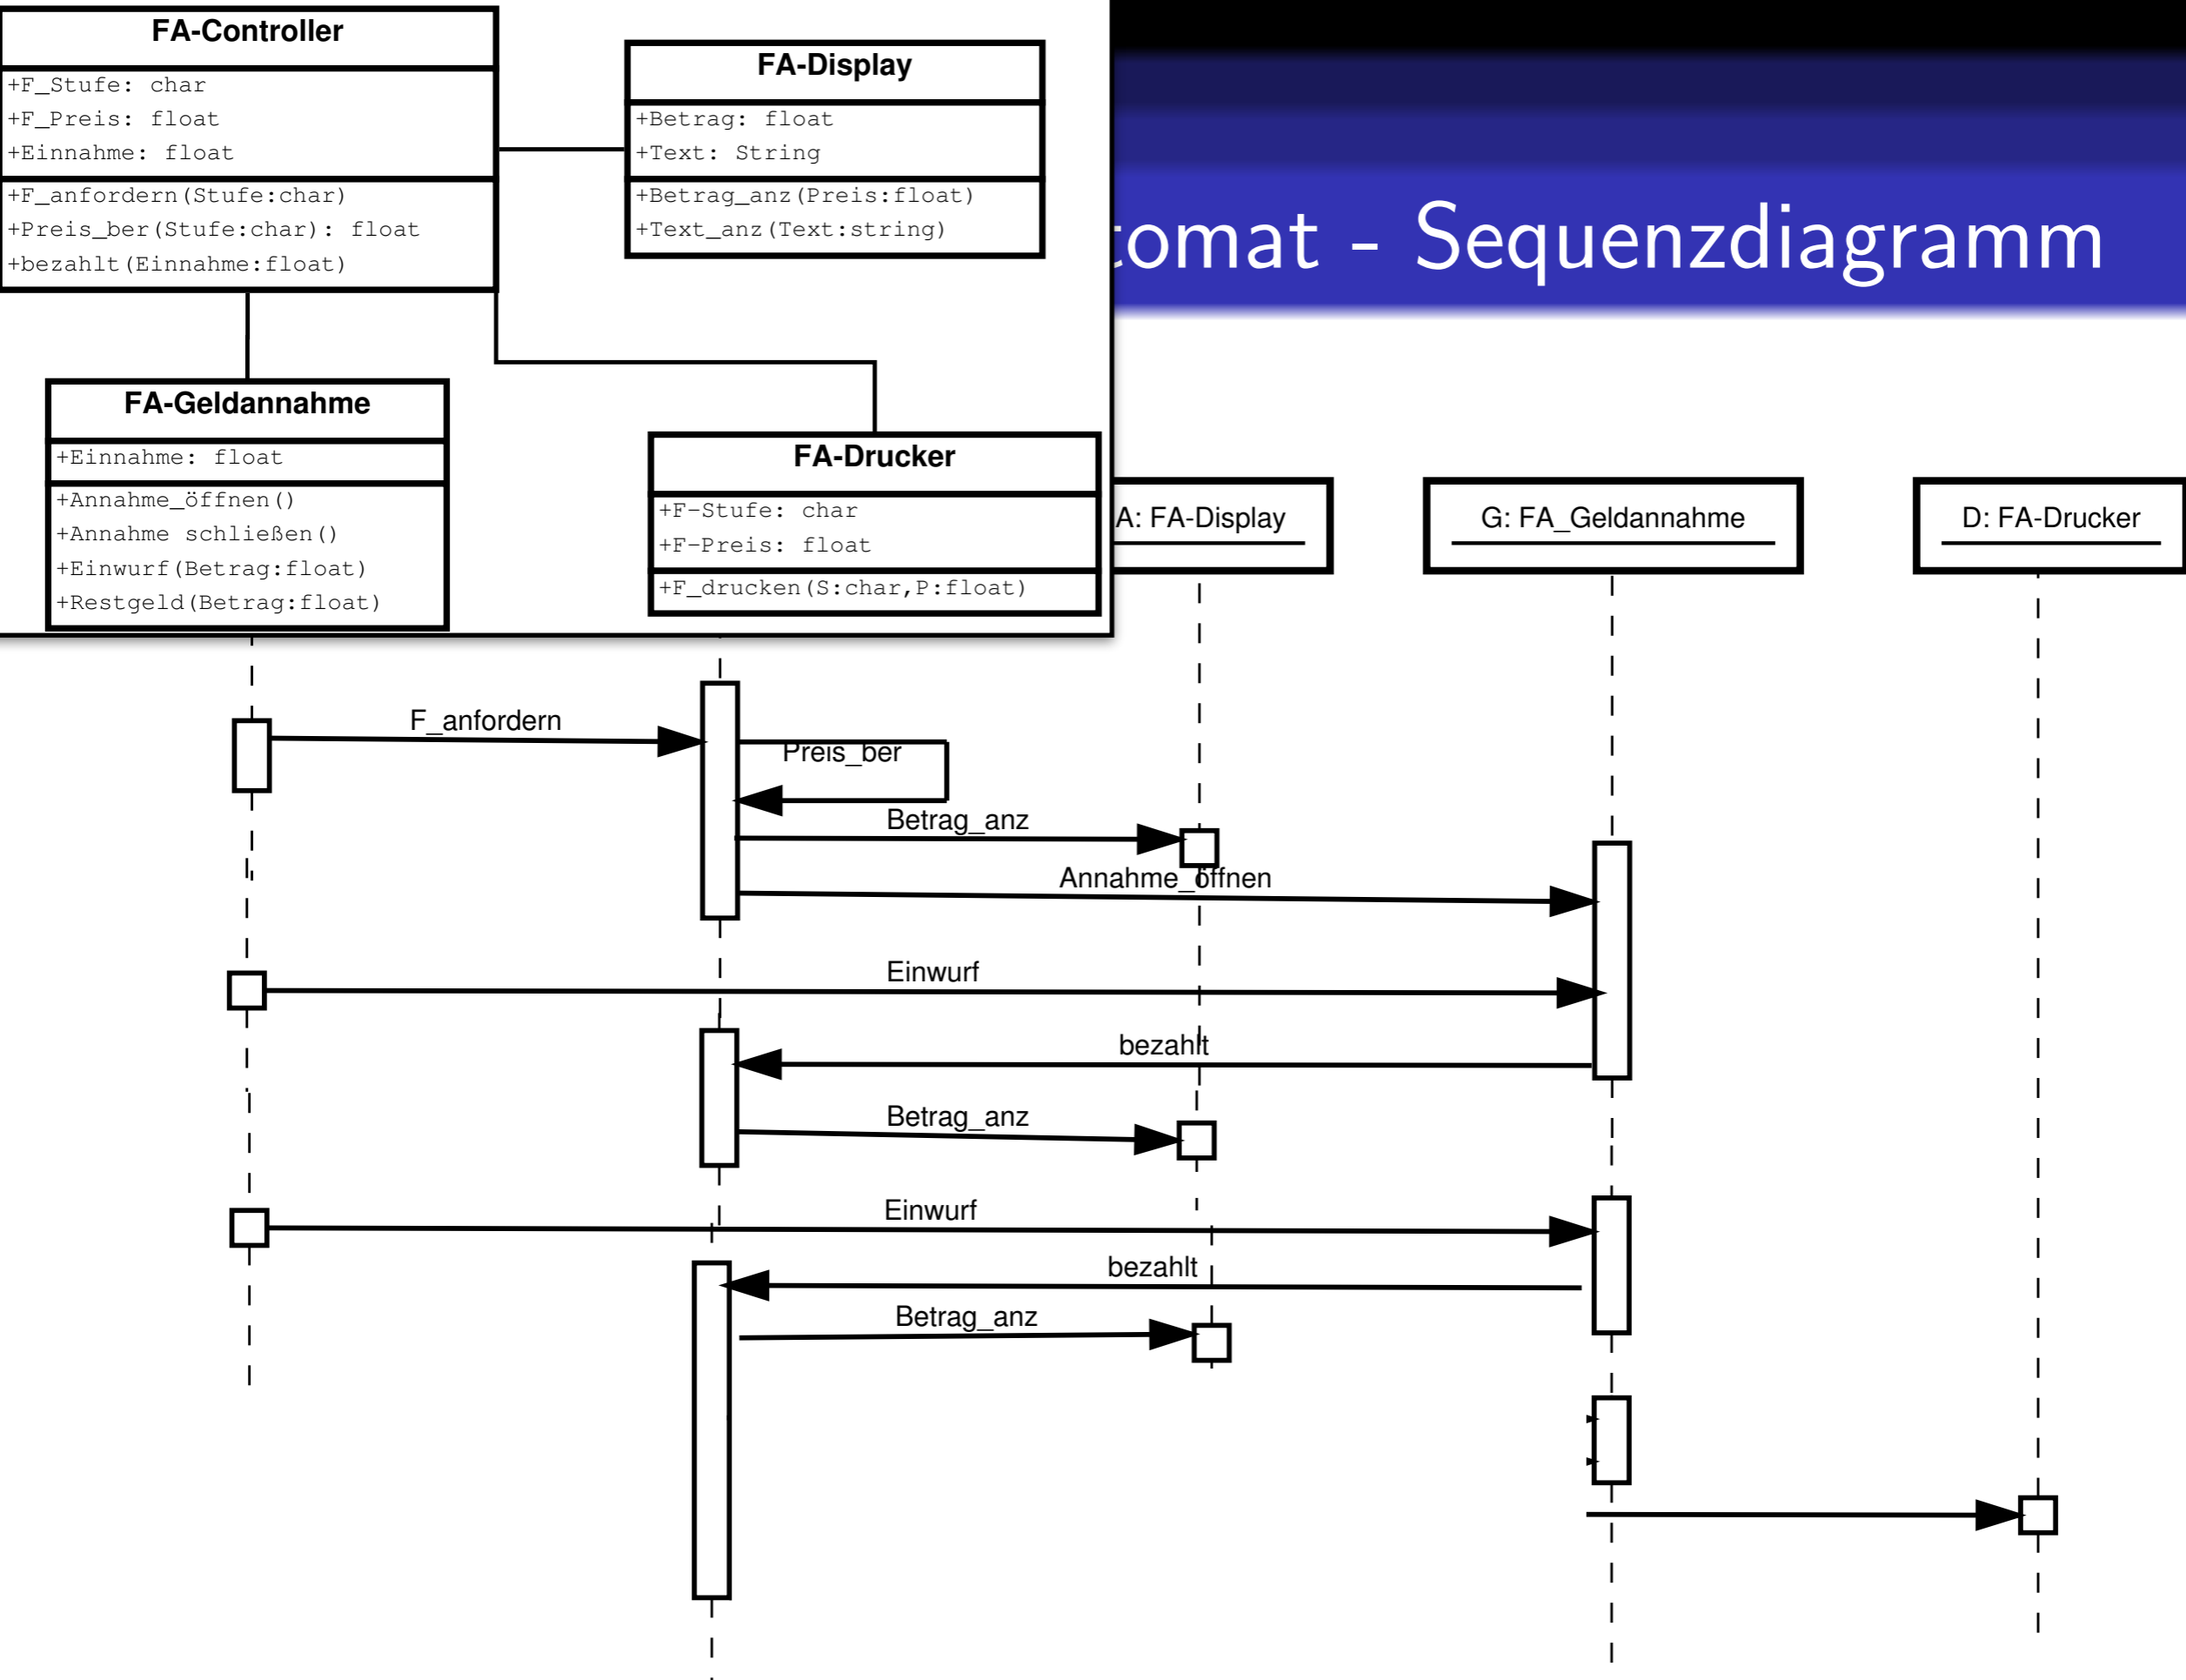 FA-Controller
+F_Stufe: char
+F_Preis: float
+Einnahme: float
+F_anfordern(Stufe:char)
+Preis_ber(Stufe:char): float
+bezahlt(Einnahme:float)
FA-Display
+Betrag: float
+Text: String
+Betrag_anz(Preis:float)
+Text_anz(Text:string)
tomat - Sequenzdiagramm
FA-Geldannahme
+Einnahme: float
+Annahme_öffnen()
+Annahme schließen()
+Einwurf(Betrag:float)
+Restgeld(Betrag:float)
FA-Drucker
+F-Stufe: char
+F-Preis: float
+F_drucken(S:char,P:float)
A: FA-Display
G: FA_Geldannahme
D: FA-Drucker
F_anfordern
Preis_ber
Betrag_anz
Annahme_öffnen
Einwurf
bezahlt
Betrag_anz
Einwurf
bezahlt
Betrag_anz